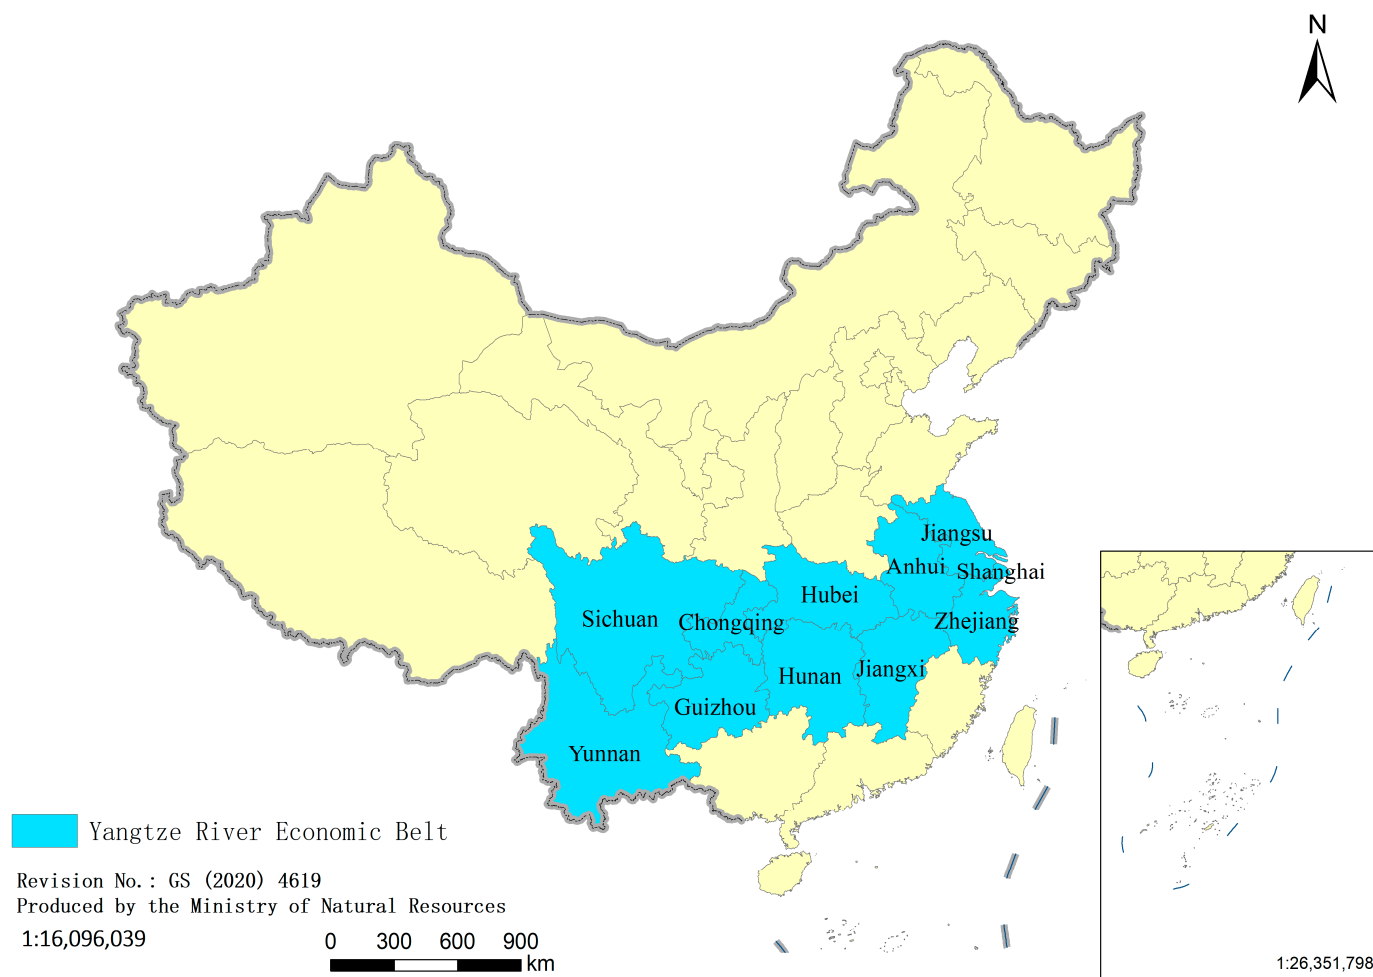 N
Jiangsu
Anhui
Shanghai
Hubei
Sichuan
Chongqing
Zhejiang
Hunan
Jiangxi
Guizhou
Yunnan
Yangtze River Economic Belt
Revision No.: GS (2020) 4619
Produced by the Ministry of Natural Resources
1:16,096,039
0 300 600 900
km
1:26,351,798